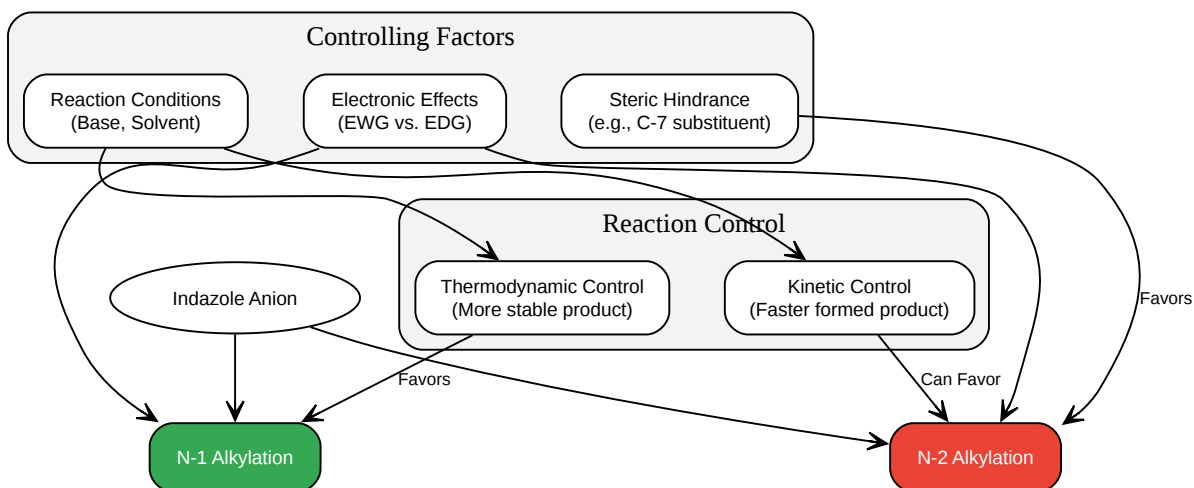 Controlling Factors
Reaction Conditions
(Base, Solvent)
Electronic Effects
(EWG vs. EDG)
Steric Hindrance
(e.g., C-7 substituent)
Reaction Control
Indazole Anion
Thermodynamic Control
(More stable product)
Kinetic Control
(Faster formed product)
Favors
Favors
Can Favor
N-1 Alkylation
N-2 Alkylation